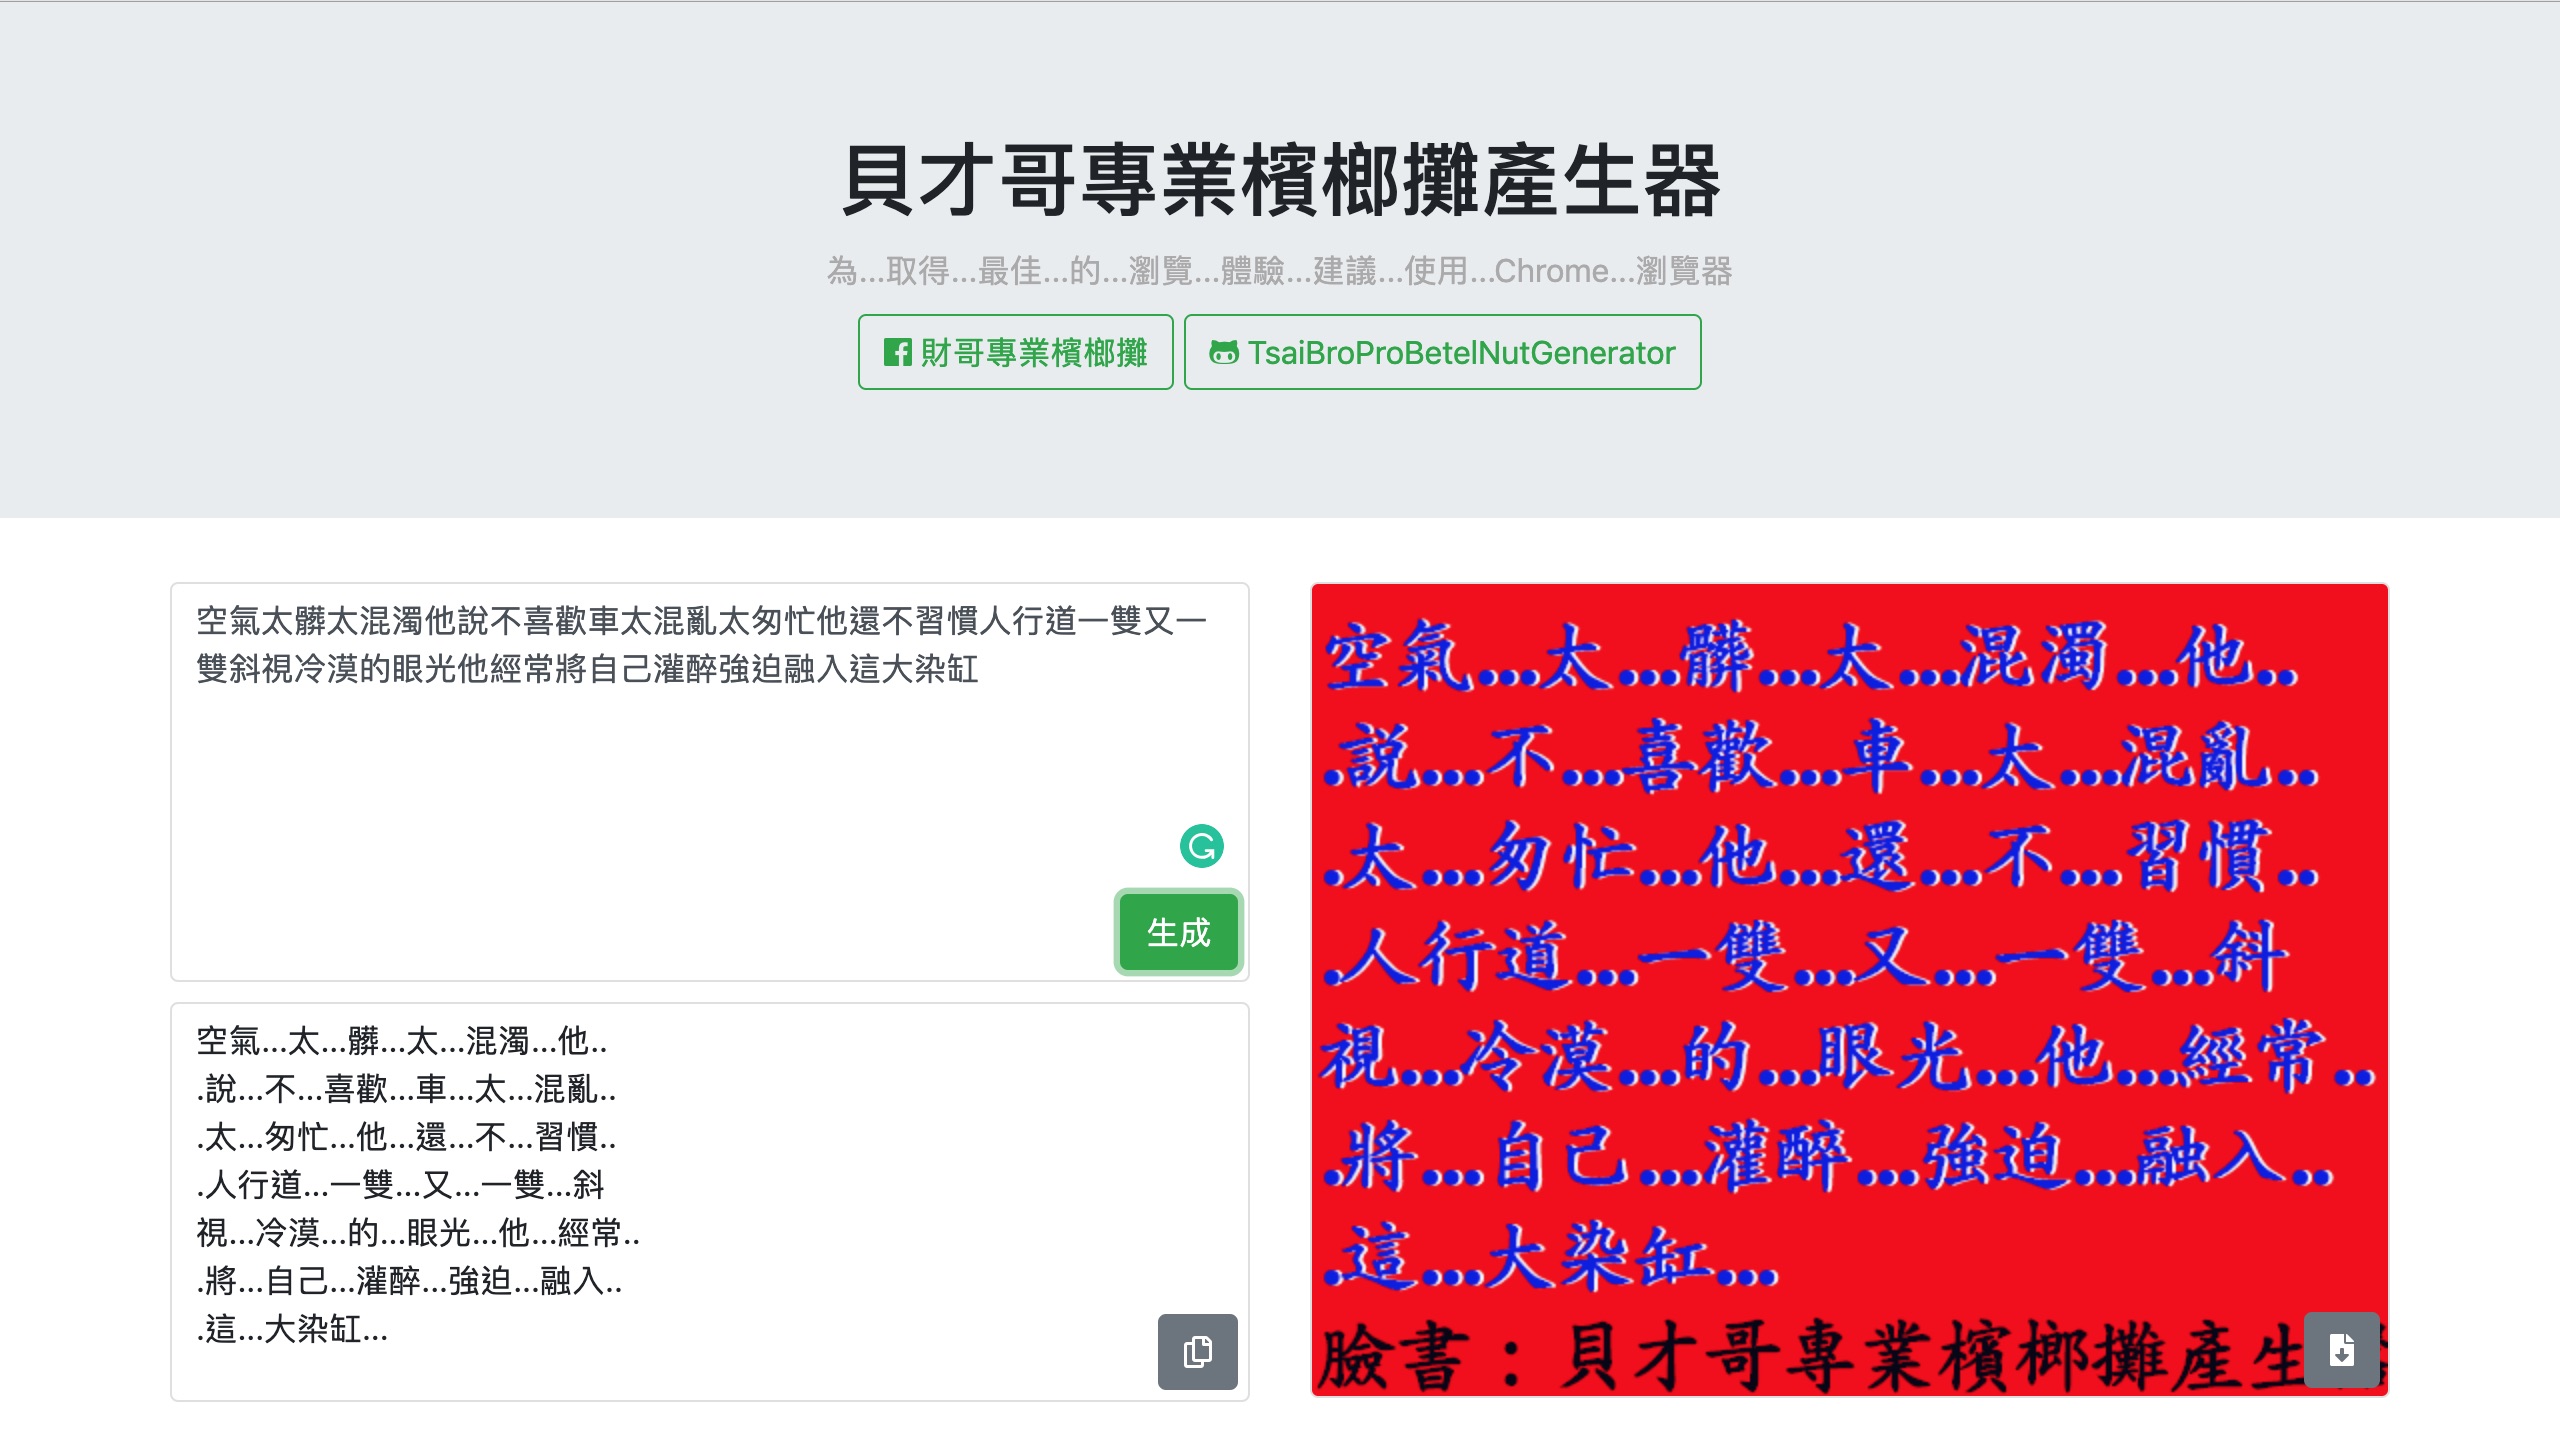 貝才哥專業檳榔攤產生器
為...取得...最佳...的...瀏覽...體驗...建議...使用...Chrome...瀏覽器
財哥專業檳榔攤
TsaiBroProBetelNutGenerator
空氣太髒太混濁他說不喜歡車太混亂太匆忙他還不習慣人行道一雙又一
雙斜視冷漠的眼光他經常將自己灌醉強迫融入這大染缸
生成
空氣...太...髒...太...混濁...他..
.說...不...喜歡...車...太...混亂..
.太...匆忙...他...還...不...習慣..
.人行道...一雙...又...一雙...斜
視...冷漠...的...眼光...他...經常..
.將...自己...灌醉...強迫...融入..
.這...大染缸...
空氣...太...髒...太...混濁...他..
.說...不...喜歡...車...太...混亂..
.太...匆忙...他...還...不...習慣..
.人行道...一雙...又...一雙...斜
視...冷漠...的...眼光...他...經常..
.將...自己...灌醉...強迫...融入..
.這...大染缸...
臉書：貝才哥專業檳榔攤產生